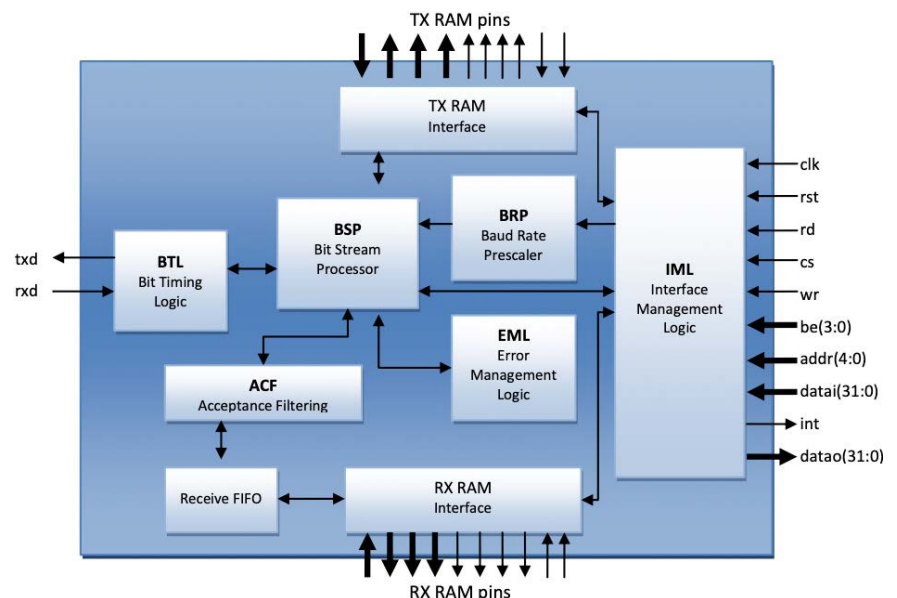 TX RAM pins
TX RAM
Interface
clk
rst
rd
cs
wr
be(3:0)
addr(4:0)
datai(31:0)
int
datao(31:0)
BRP
Baud Rate
Prescaler
BSP
Bit Stream
Processor
txd
rxd
BTL
Bit Timing
Logic
IML
Interface
Management
Logic
EML
Error
Management
Logic
ACF
Acceptance Filtering
Receive FIFO
RX RAM
Interface
RX RAM pins